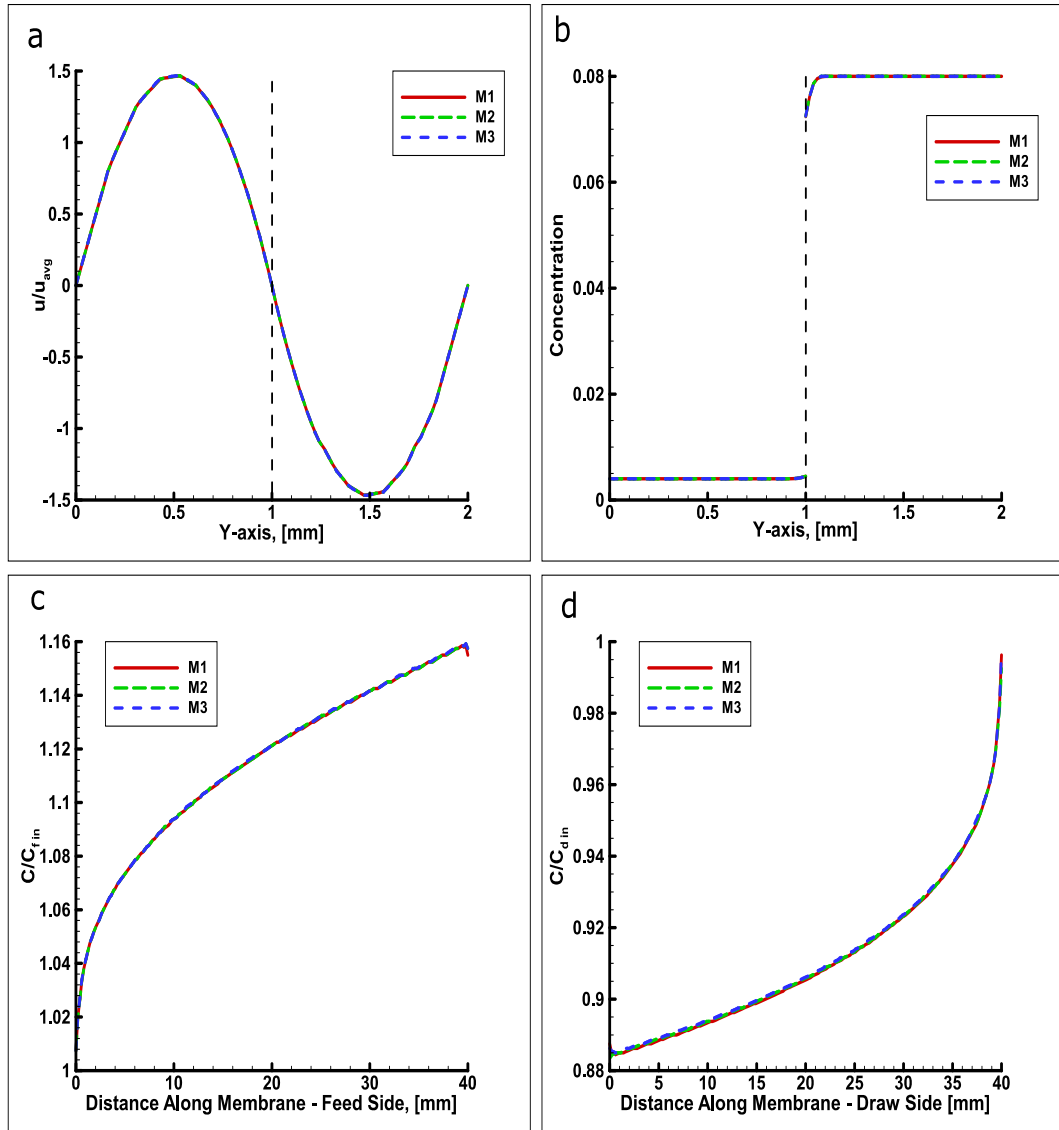 a
1.5
1
0.5
0
-0.5
-1
-1.5
u/u_avg
0 0.5 1 1.5 2
Y-axis, [mm]
M1
M2
M3
b
0.08
0.06
0.04
0.02
0
Concentration
0 0.5 1 1.5 2
Y-axis, [mm]
M1
M2
M3
c
1.16
1.14
1.12
1.1
1.08
1.06
1.04
1.02
1
C/C_f in
0 10 20 30 40
Distance Along Membrane - Feed Side, [mm]
M1
M2
M3
d
1
0.98
0.96
0.94
0.92
0.9
0.88
C/C_d in
0 5 20 15 20 25 30 35 40
Distance Along Membrane - Draw Side [mm]
M1
M2
M3